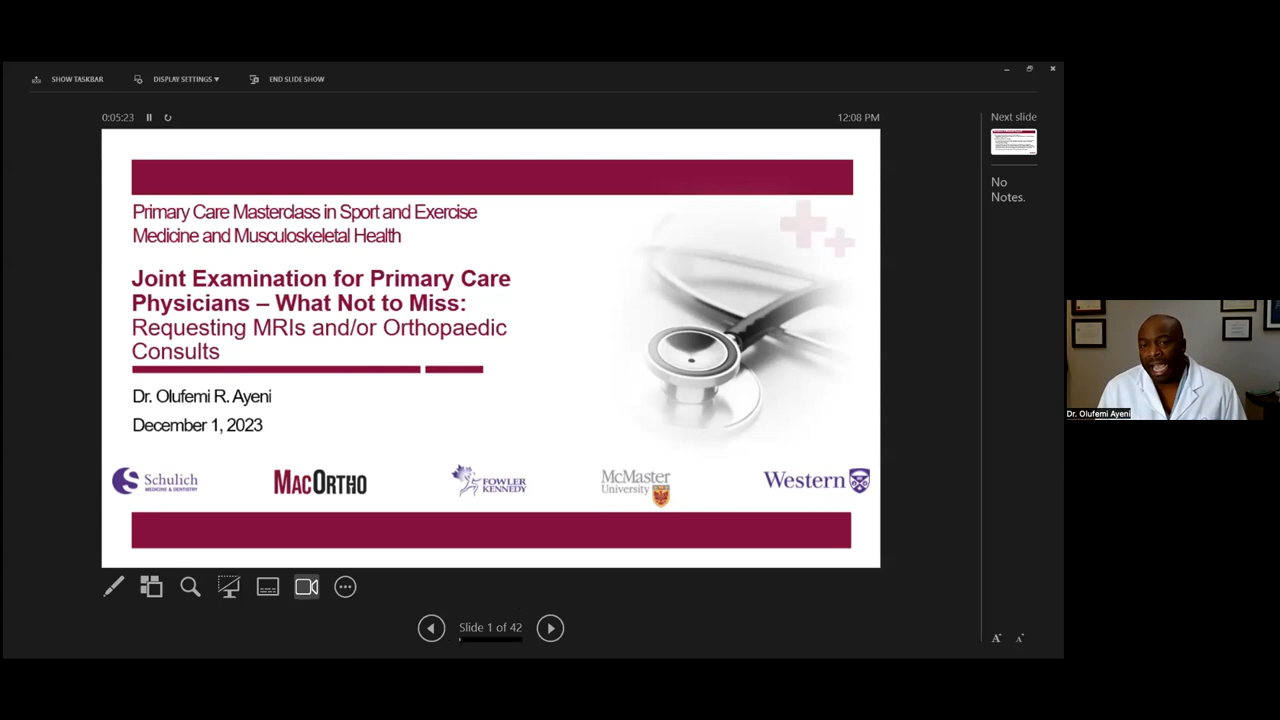 SHOW TASKBAR
DISPLAY SETTINGS ▼
END SLIDE SHOW
0:05:23
12:08 PM
Next slide
No
Notes.
Primary Care Masterclass in Sport and Exercise
Medicine and Musculoskeletal Health
Joint Examination for Primary Care
Physicians – What Not to Miss:
Requesting MRIs and/or Orthopaedic
Consults
Dr. Olufemi R. Ayeni
December 1, 2023
Schulich
MEDICINE & DENTISTRY
MACORTHO
FOWLER
KENNEDY
McMaster
University
Western
Slide 1 of 42
A
A
Dr. Olufemi Ayeni